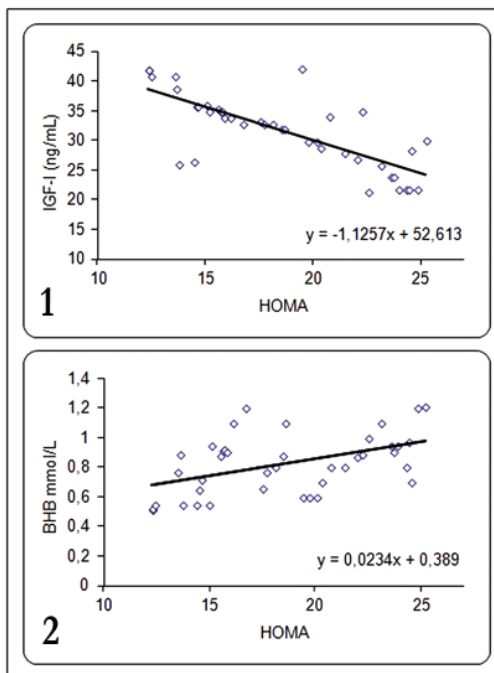 45
40
35
30
25
20
15
10
IGF-I (ng/mL)
y = -1,1257x + 52,613
10 15 20 25
HOMA
1
1,4
1,2
1
0,8
0,6
0,4
0,2
0
BHB mmol/L
y = 0,0234x + 0,389
10 15 20 25
HOMA
2